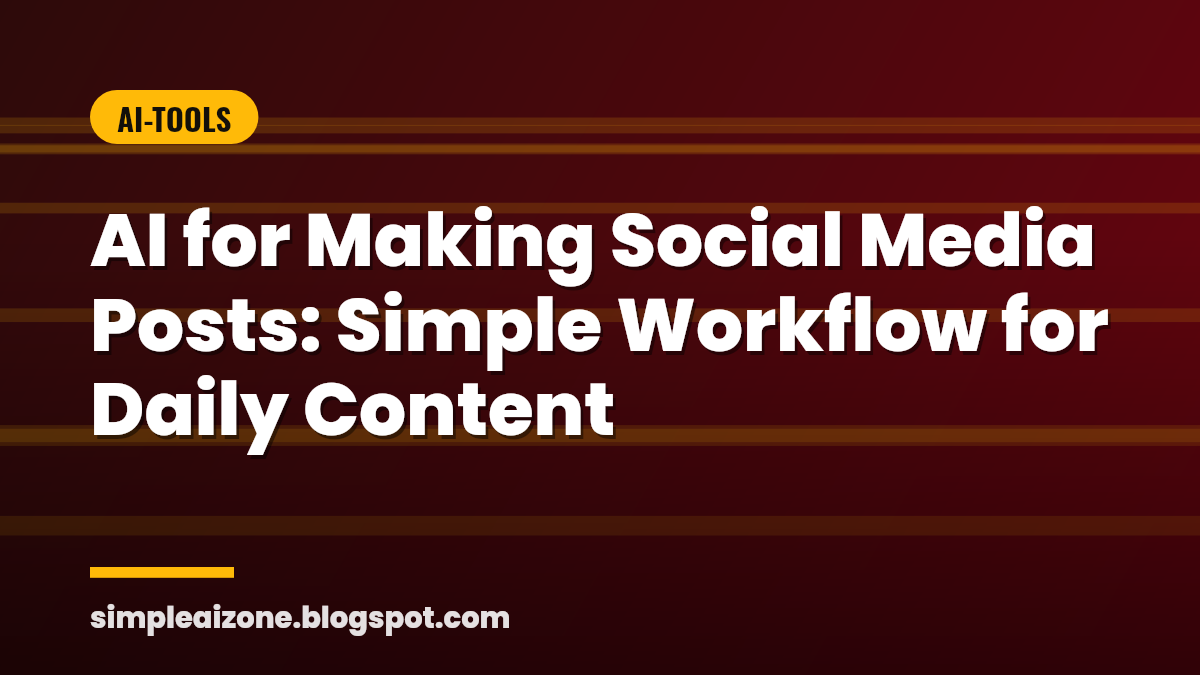 AI-TOOLS
AI for Making Social Media
Posts: Simple Workflow for
Daily Content
simpleaizone.blogspot.com